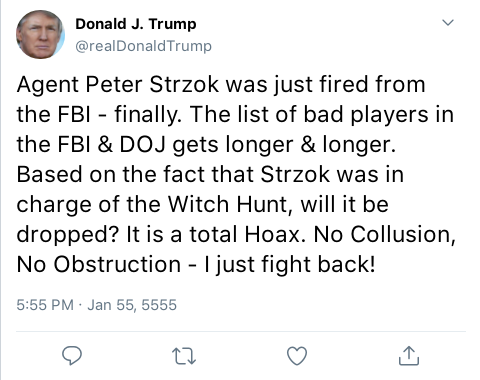 Donald J. Trump
@realDonaldTrump
Agent Peter Strzok was just fired from
the FBI - finally. The list of bad players in
the FBI & DOJ gets longer & longer.
Based on the fact that Strzok was in
charge of the Witch Hunt, will it be
dropped? It is a total Hoax. No Collusion,
No Obstruction - I just fight back!
5:55 PM · Jan 55, 5555